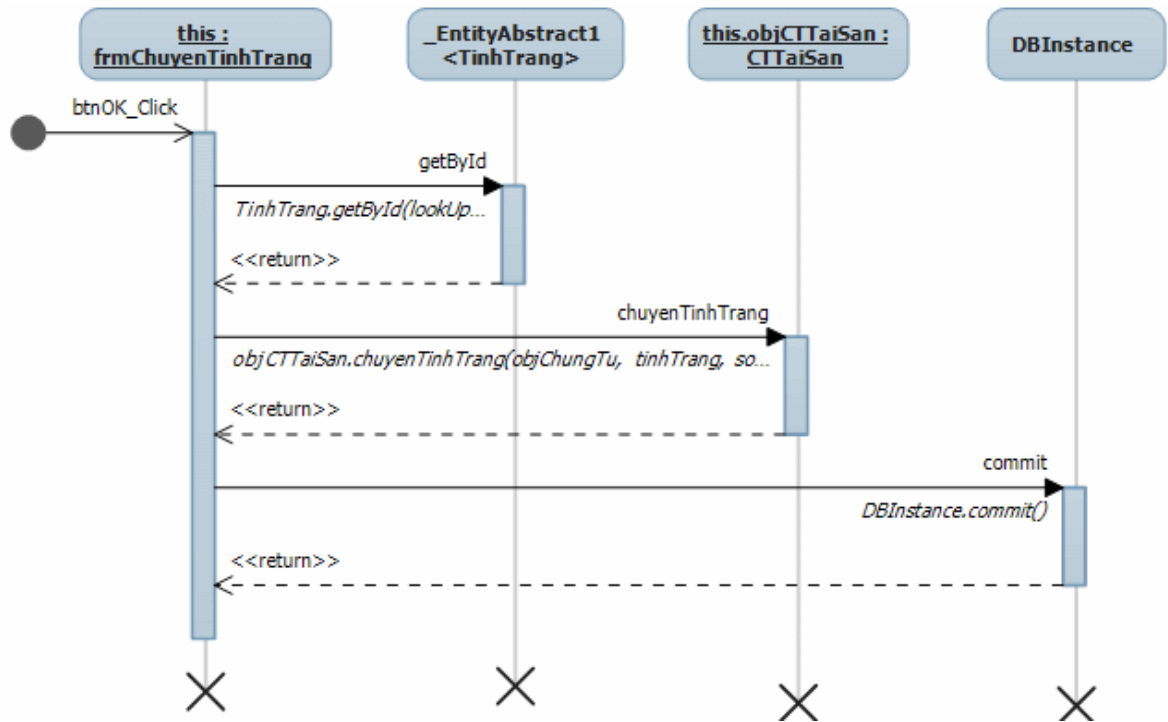 this :
frmChuyenTinhTrang
_EntityAbstract1
<TinhTrang>
this.objCTTaiSan :
CTTaiSan
DBInstance
btnOK_Click
getById
TinhTrang.getById(lookUp...
<<return>>
chuyenTinhTrang
objCTTaiSan.chuyenTinhTrang(objChungTu, tinhTrang, so...
<<return>>
commit
DBInstance.commit()
<<return>>